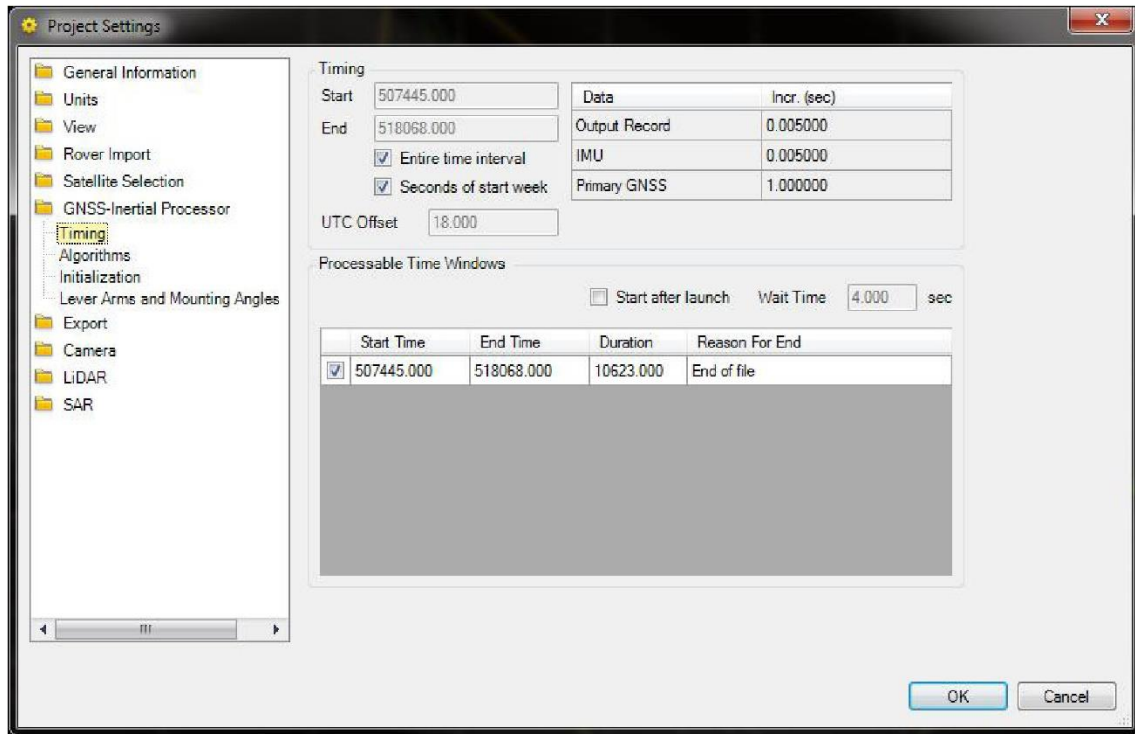 Project Settings
General Information
Units
View
Rover Import
Satellite Selection
GNSS-Inertial Processor
Timing
Algorithms
Initialization
Lever Arms and Mounting Angles
Export
Camera
LiDAR
SAR
Timing
Start 507445.000
End 518068.000
Entire time interval
Seconds of start week
UTC Offset 18.000
Data Incr. (sec)
Output Record 0.005000
IMU 0.005000
Primary GNSS 1.000000
Processable Time Windows
Start after launch Wait Time 4.000 sec
Start Time End Time Duration Reason For End
507445.000 518068.000 10623.000 End of file
OK Cancel